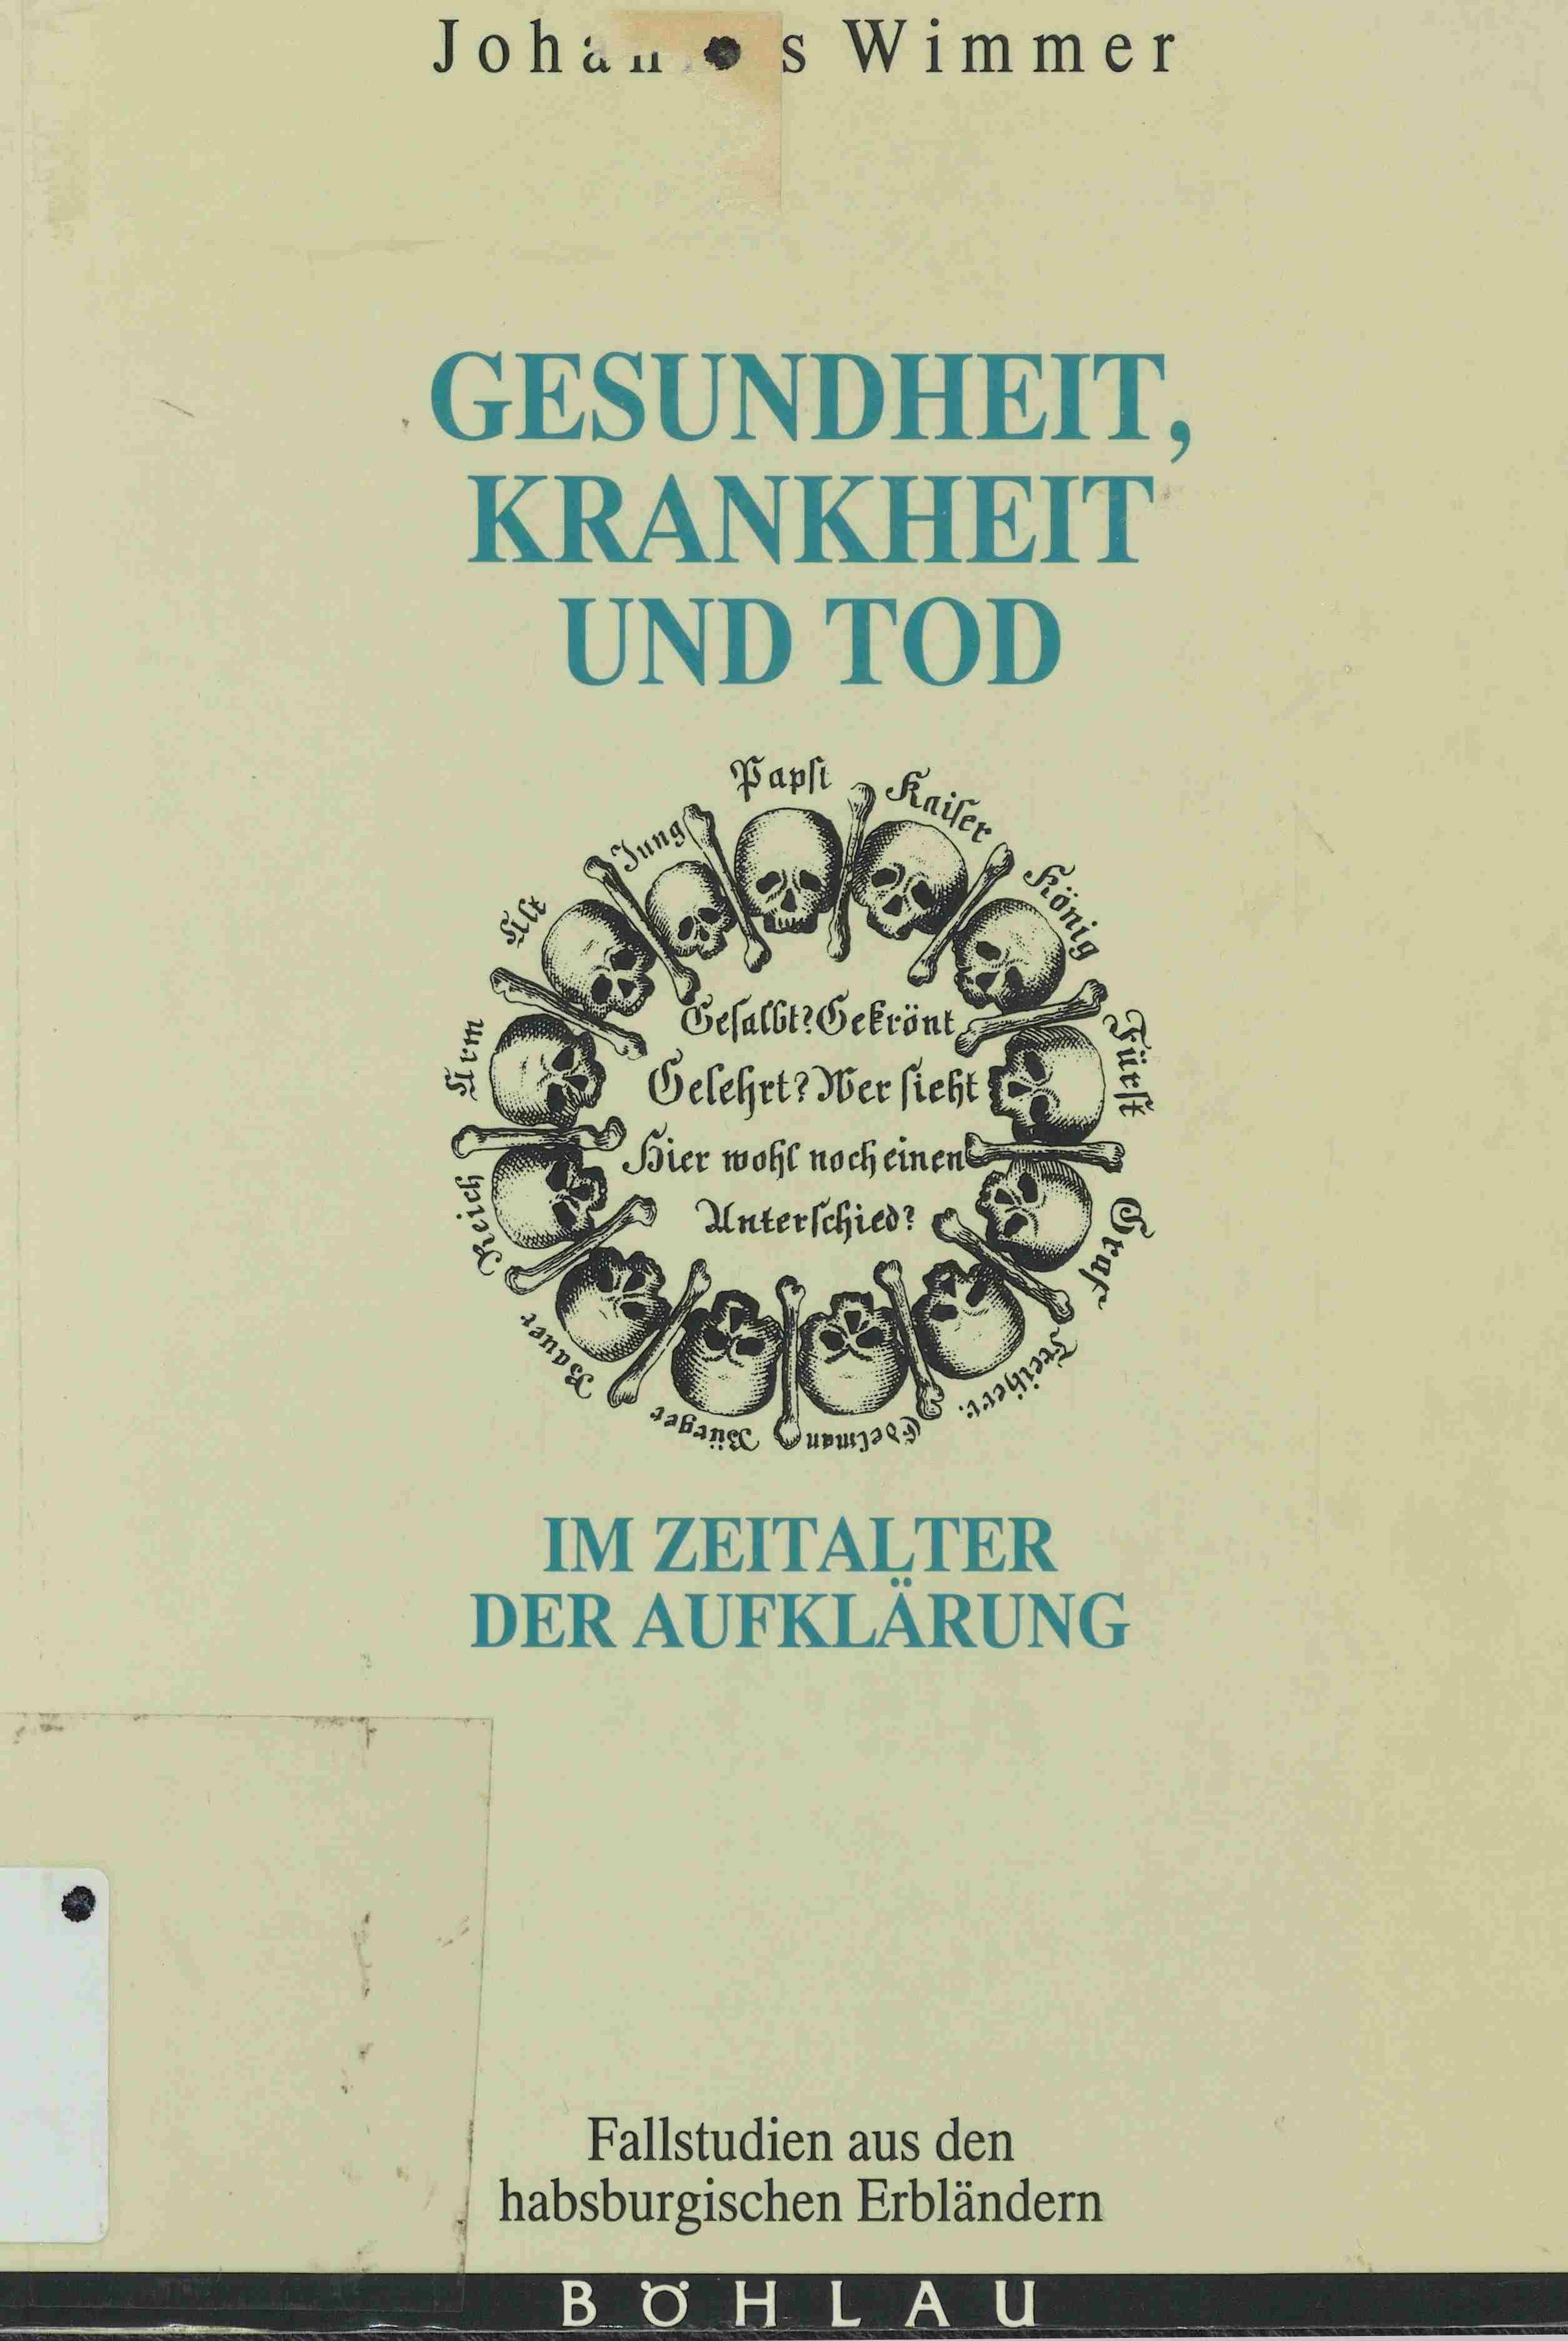 Wimmer
GESUNDHEIT,
KRANKHEIT
UND TOD
Papst
Kaiser
König
Fürst
Graf
Freiherr.
Edelman
Bürger
Bauer
Reich
Arm
Alt
Jung
Gesalbt? Gekrönt
Gelehrt? Wer sieht
Hier wohl noch einen
Unterschied?
IM ZEITALTER
DER AUFKLÄRUNG
Fallstudien aus den
habsburgischen Erbländern
BÖHLAU